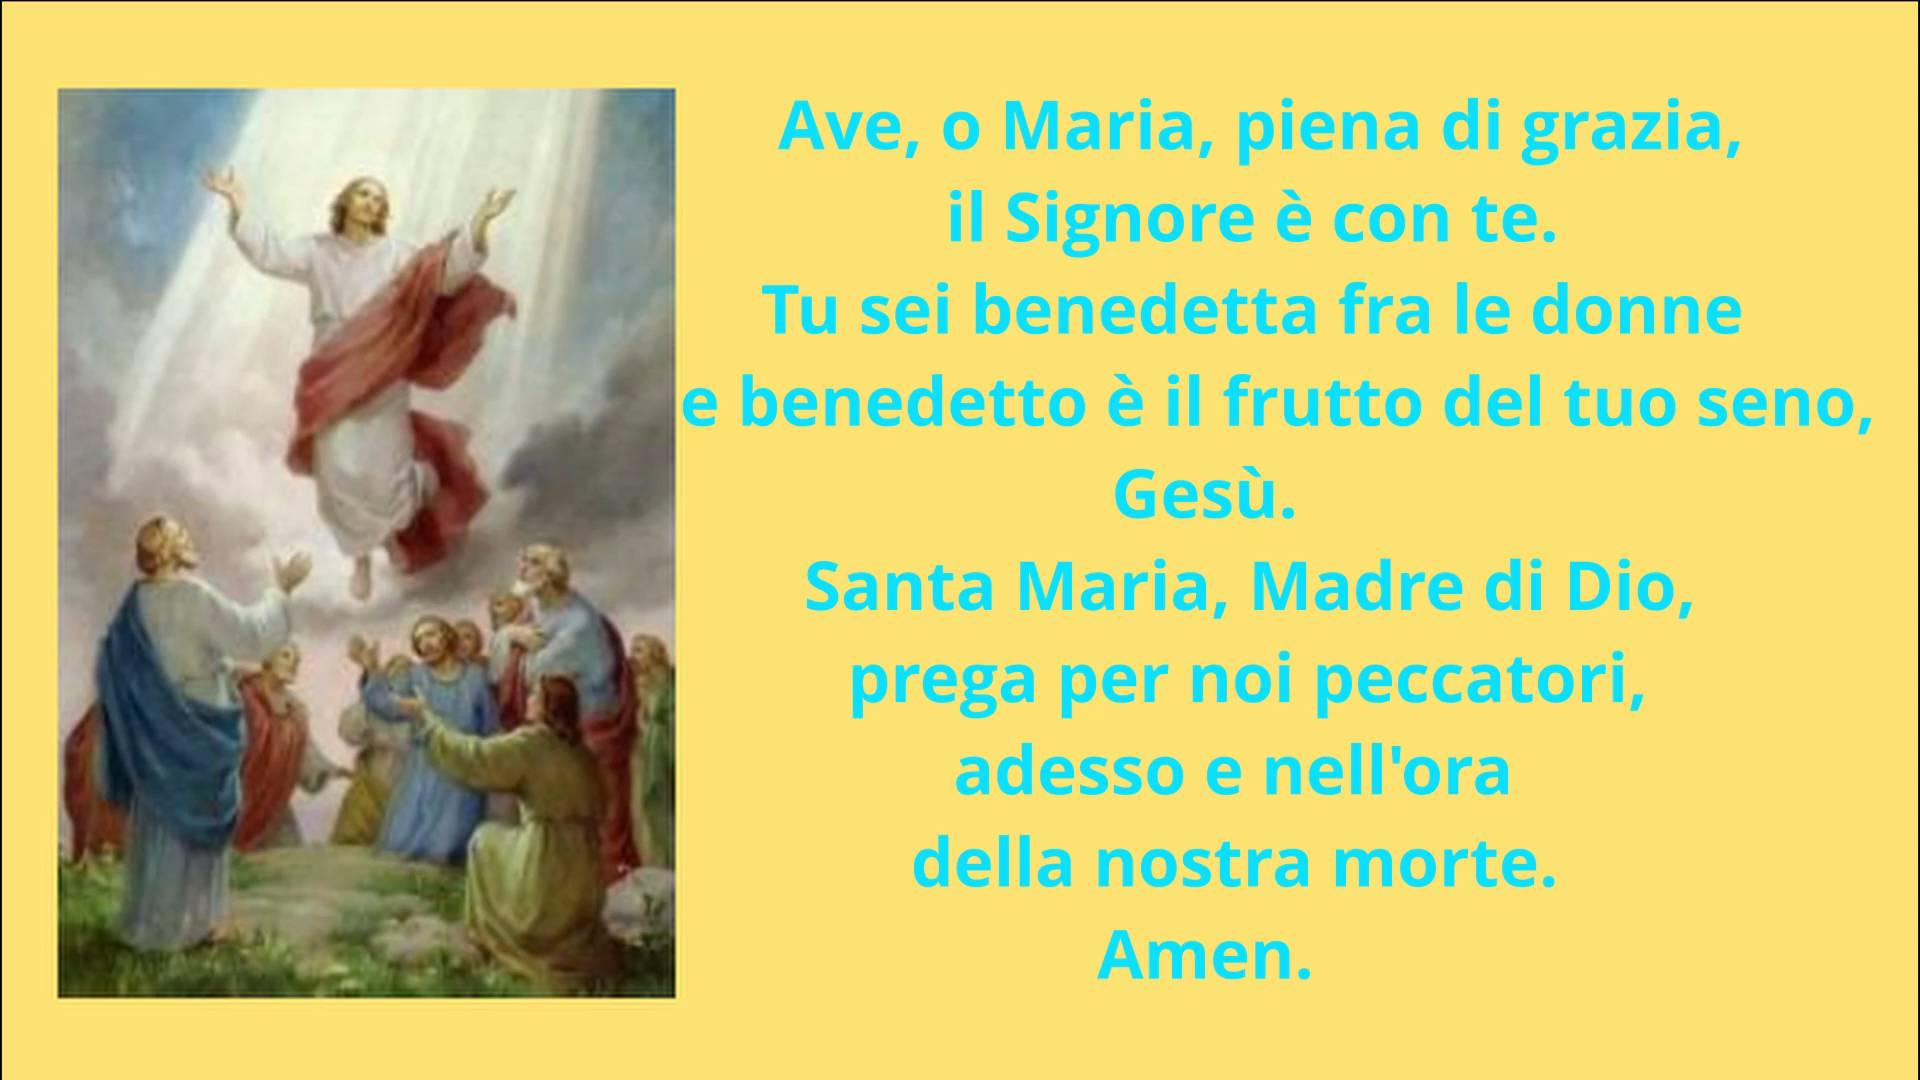 Ave, o Maria, piena di grazia,
il Signore è con te.
Tu sei benedetta fra le donne
e benedetto è il frutto del tuo seno,
Gesù.
Santa Maria, Madre di Dio,
prega per noi peccatori,
adesso e nell'ora
della nostra morte.
Amen.